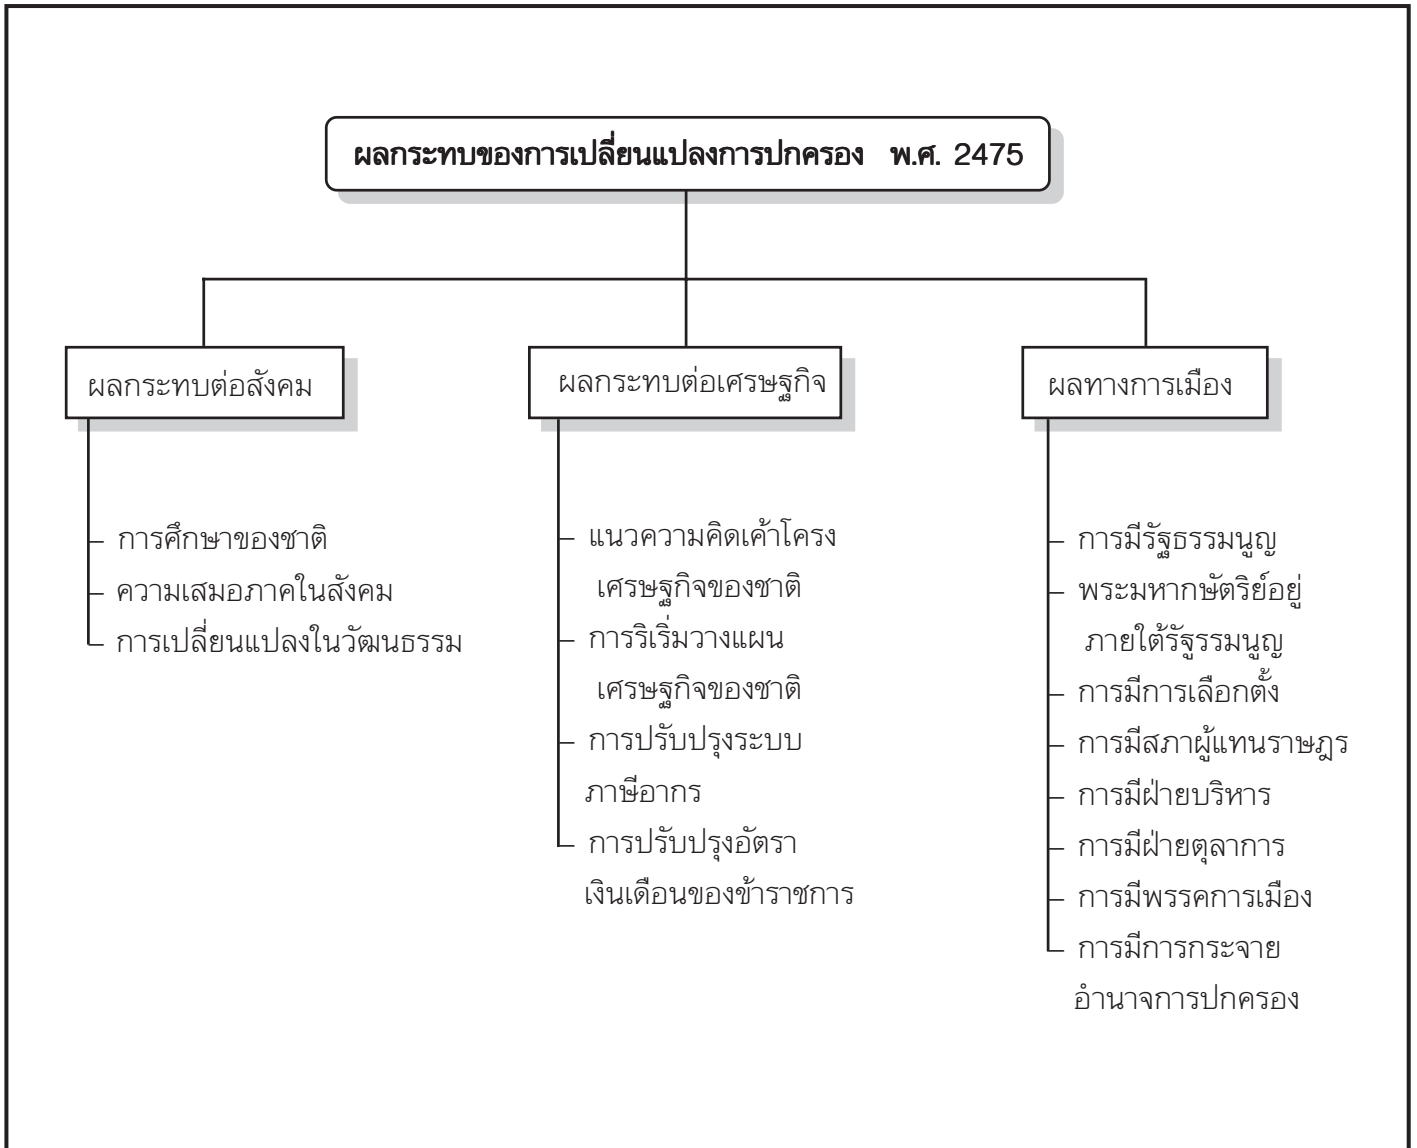 ผลกระทบของการเปลี่ยนแปลงการปกครอง พ.ศ. 2475
ผลกระทบต่อสังคม
– การศึกษาของชาติ
– ความเสมอภาคในสังคม
– การเปลี่ยนแปลงในวัฒนธรรม
ผลกระทบต่อเศรษฐกิจ
– แนวความคิดเค้าโครง
เศรษฐกิจของชาติ
– การริเริ่มวางแผน
เศรษฐกิจของชาติ
– การปรับปรุงระบบ
ภาษีอากร
– การปรับปรุงอัตรา
เงินเดือนของข้าราชการ
ผลทางการเมือง
– การมีรัฐธรรมนูญ
– พระมหากษัตริย์อยู่
ภายใต้รัฐรรมนูญ
– การมีการเลือกตั้ง
– การมีสภาผู้แทนราษฎร
– การมีฝ่ายบริหาร
– การมีฝ่ายตุลาการ
– การมีพรรคการเมือง
– การมีการกระจาย
อำนาจการปกครอง